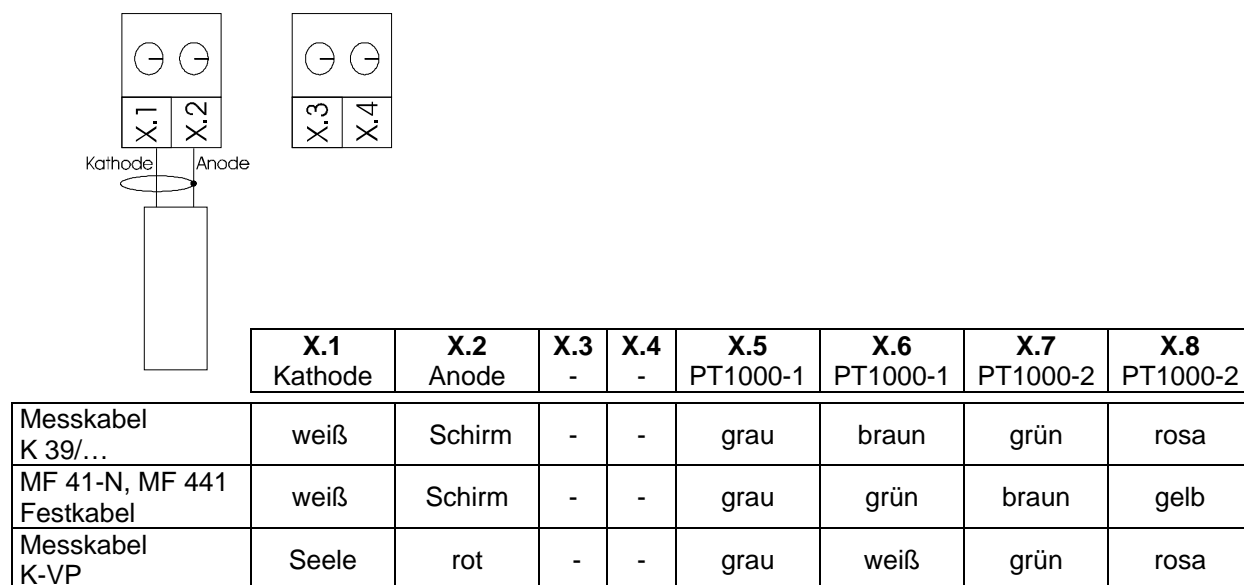 X.1 X.2 X.3 X.4
Kathode Anode
X.1 X.2 X.3 X.4 X.5 X.6 X.7 X.8
Kathode Anode - - PT1000-1 PT1000-1 PT1000-2 PT1000-2
Messkabel
K 39/… weiß Schirm - - grau braun grün rosa
MF 41-N, MF 441
Festkabel weiß Schirm - - grau grün braun gelb
Messkabel
K-VP Seele rot - - grau weiß grün rosa